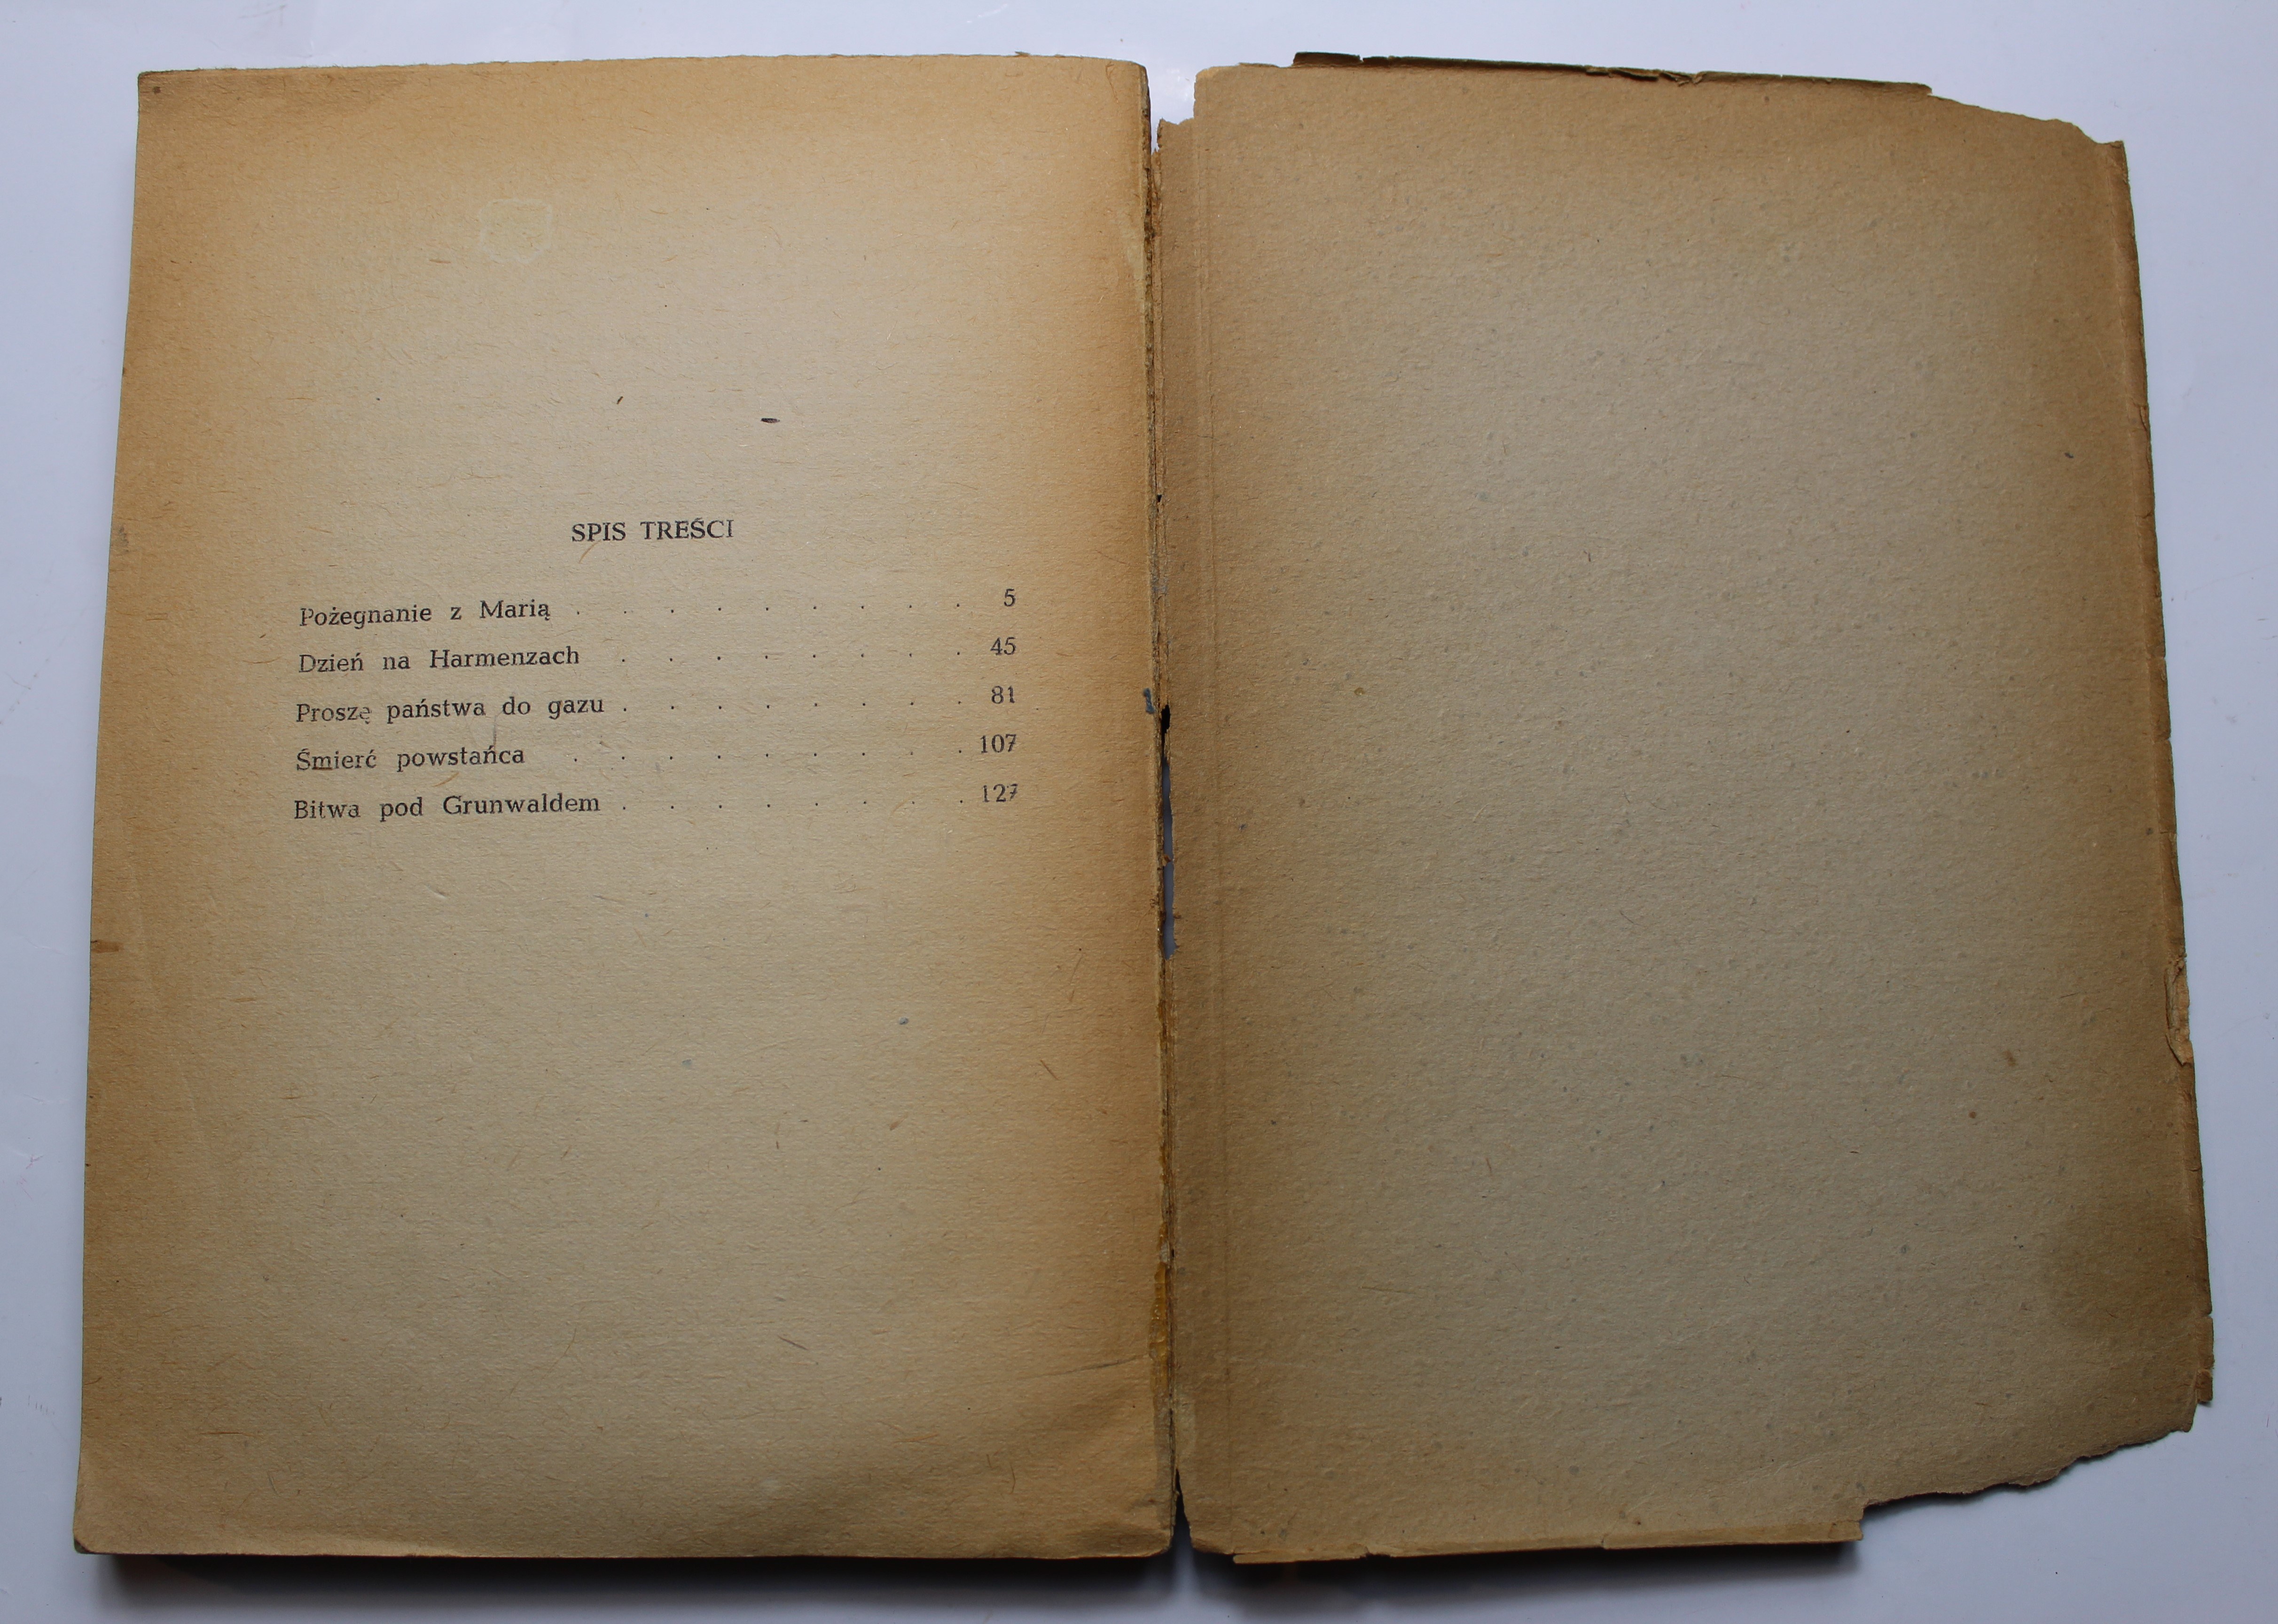 SPIS TREŚCI
Pożegnanie z Marią . . . . . . . . . 5
Dzień na Harmenzach . . . . . . . . 45
Proszę państwa do gazu . . . . . . . . 81
Śmierć powstańca . . . . . . . . . 107
Bitwa pod Grunwaldem . . . . . . . . 127